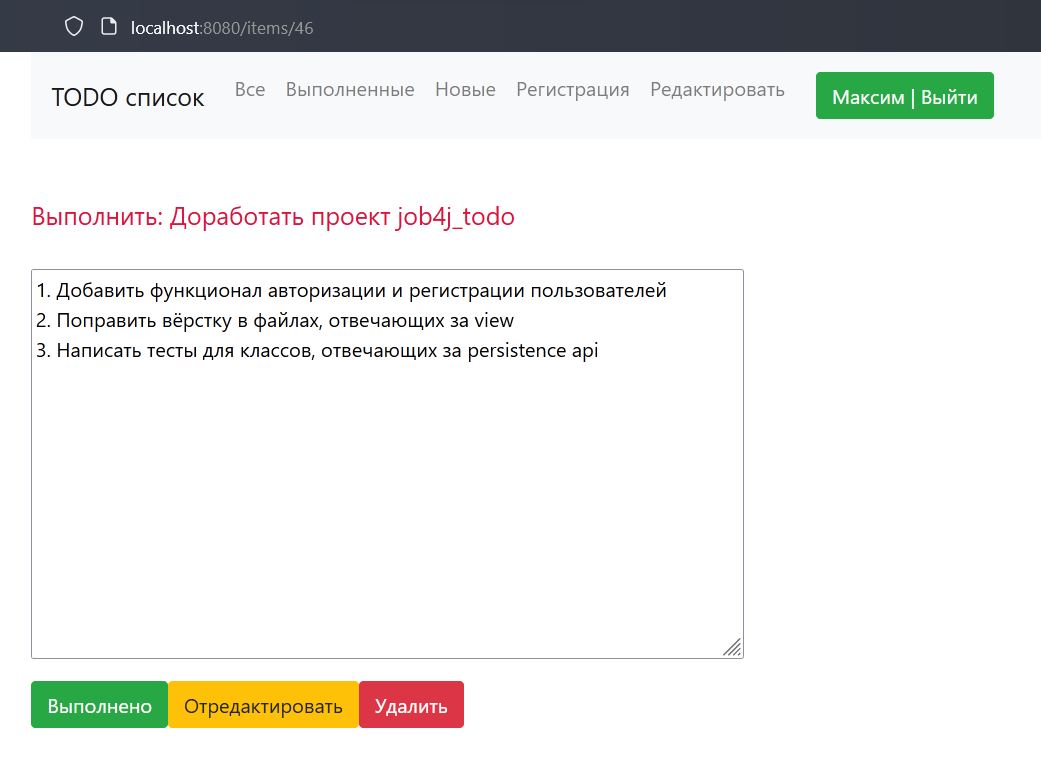 localhost:8080/items/46
TODO список Все Выполненные Новые Регистрация Редактировать Максим | Выйти
Выполнить: Доработать проект job4j_todo
1. Добавить функционал авторизации и регистрации пользователей
2. Поправить вёрстку в файлах, отвечающих за view
3. Написать тесты для классов, отвечающих за persistence api
Выполнено Отредактировать Удалить